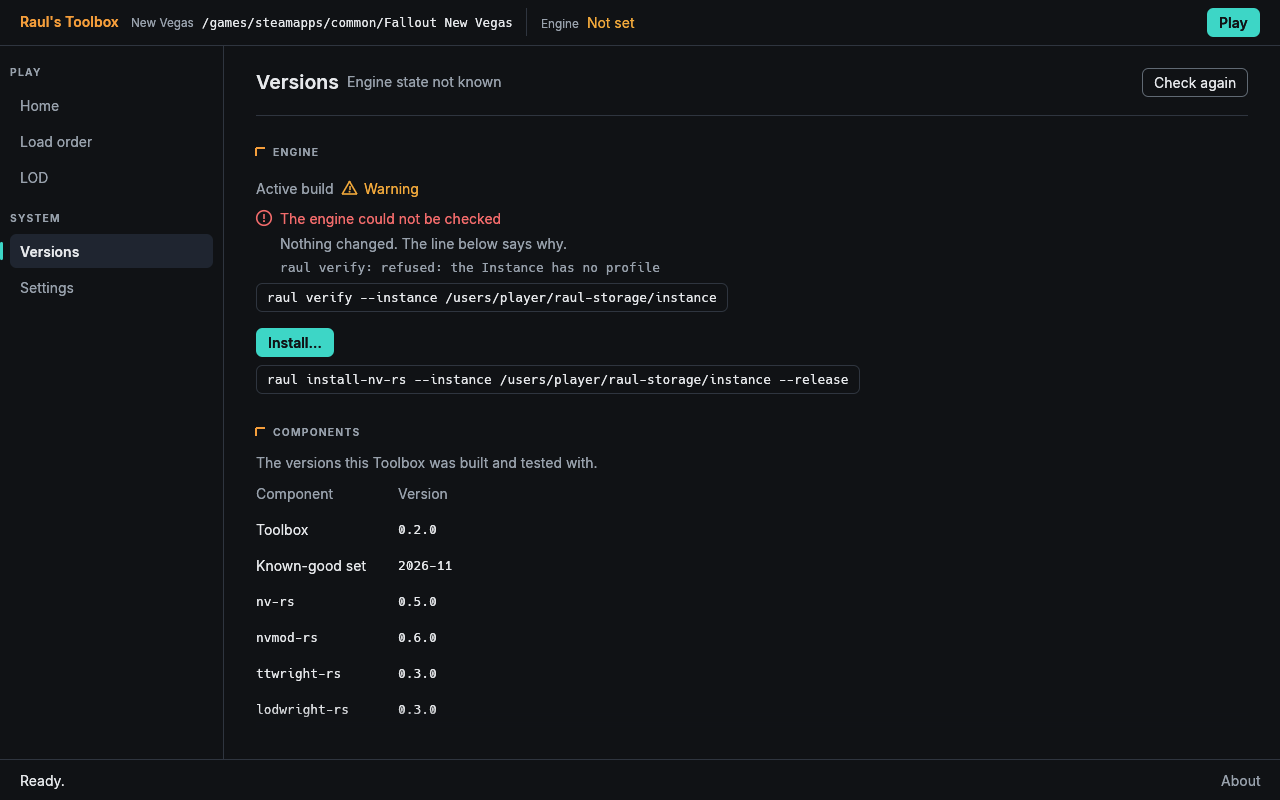 Raul's Toolbox New Vegas /games/steamapps/common/Fallout New Vegas Engine Not set Play
PLAY
Home
Load order
LOD
SYSTEM
Versions
Settings
Versions Engine state not known Check again
ENGINE
Active build Warning
The engine could not be checked
Nothing changed. The line below says why.
raul verify: refused: the Instance has no profile
raul verify --instance /users/player/raul-storage/instance
Install...
raul install-nv-rs --instance /users/player/raul-storage/instance --release
COMPONENTS
The versions this Toolbox was built and tested with.
Component Version
Toolbox 0.2.0
Known-good set 2026-11
nv-rs 0.5.0
nvmod-rs 0.6.0
ttwright-rs 0.3.0
lodwright-rs 0.3.0
Ready. About